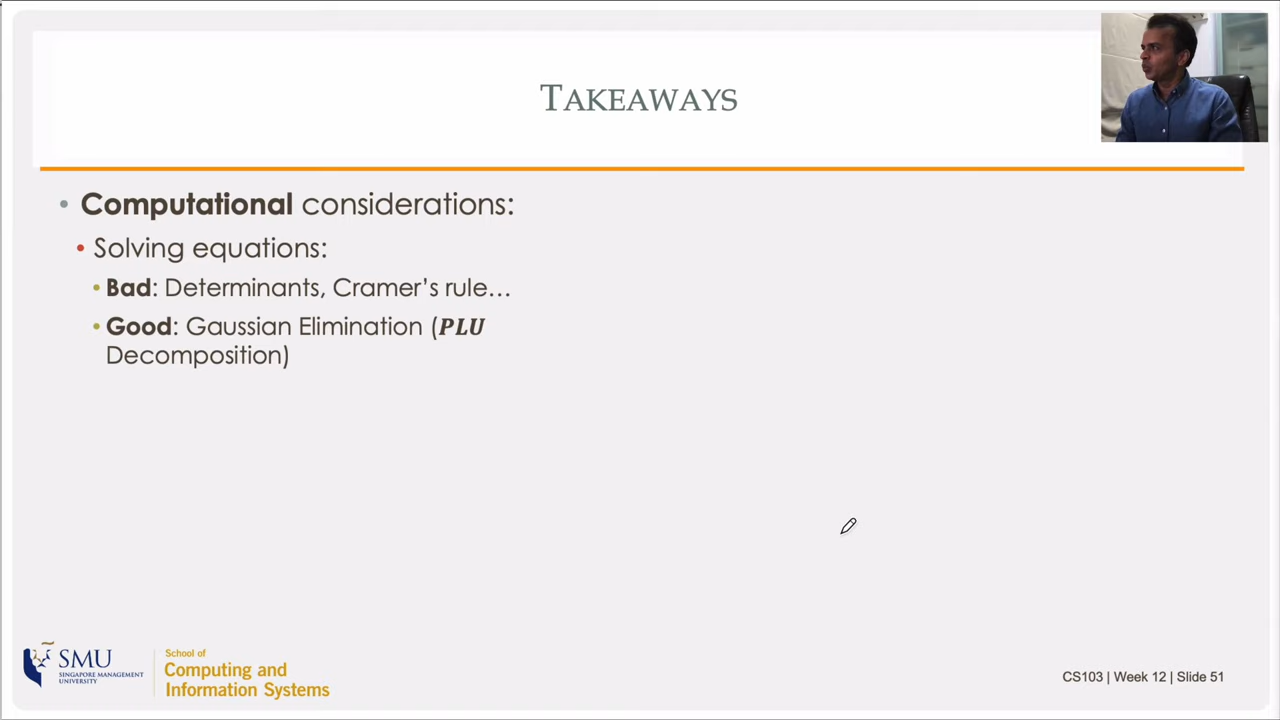 TAKEAWAYS
• Computational considerations:
• Solving equations:
• Bad: Determinants, Cramer's rule…
• Good: Gaussian Elimination (PLU
Decomposition)
SMU
SINGAPORE MANAGEMENT
UNIVERSITY
School of
Computing and
Information Systems
CS103 | Week 12 | Slide 51